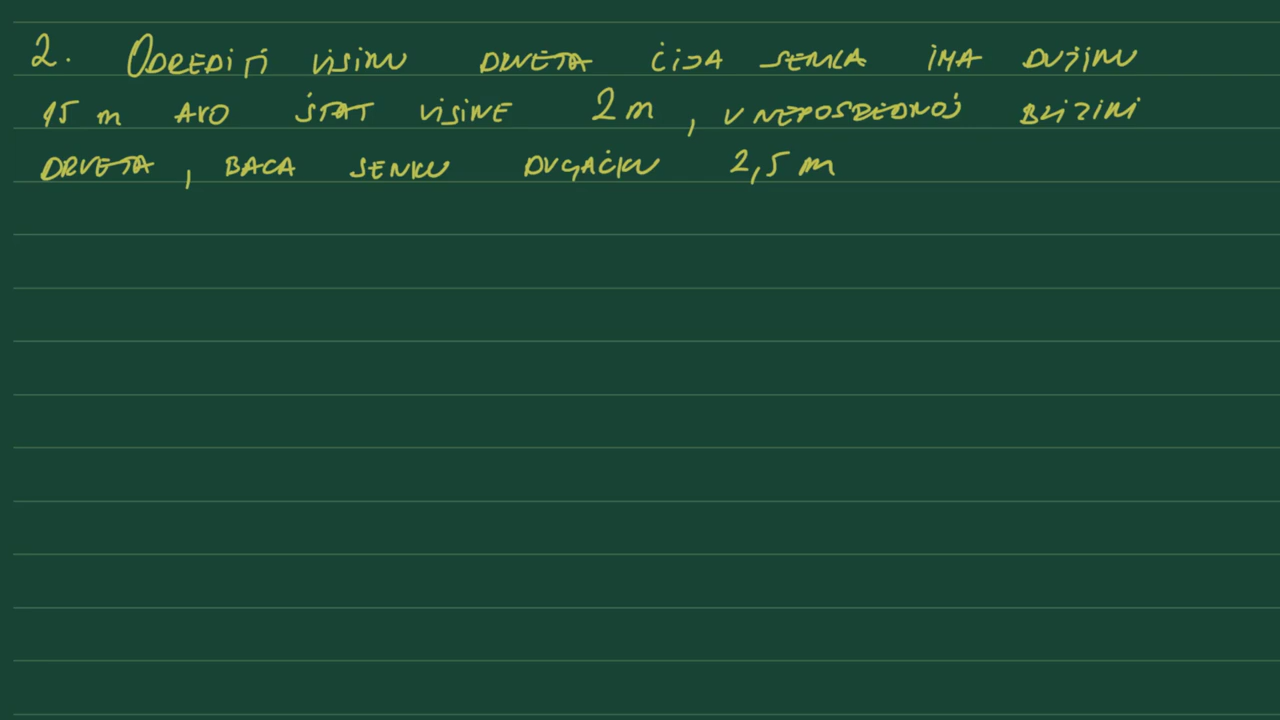 2. ODREDITI VISINU DRVETA ČIJA SENKA IMA DUŽINU
15 m AKO ŠTAP VISINE 2 m, U NEPOSREDNOJ BLIZINI
DRVETA, BACA SENKU DUGAČKU 2,5 m